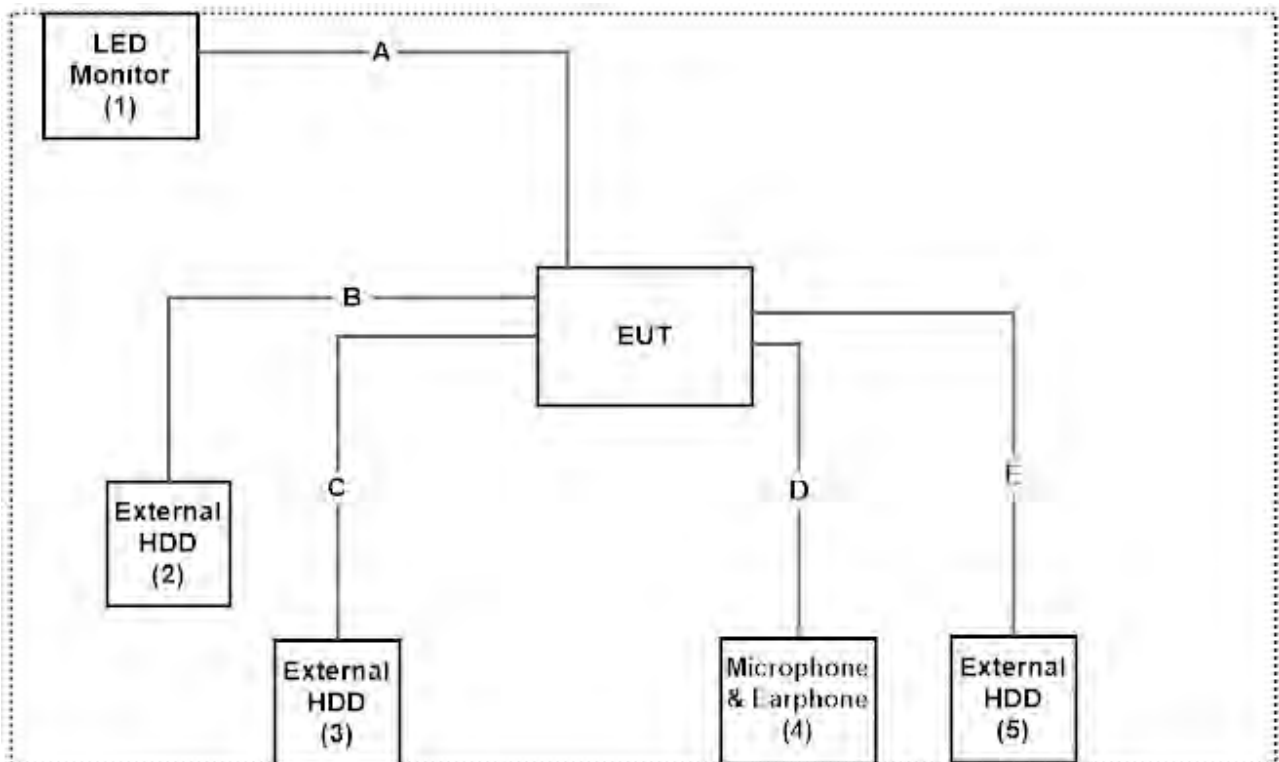 LED
Monitor
(1)
A
B
EUT
C
D
E
External
HDD
(2)
External
HDD
(3)
Microphone
& Earphone
(4)
External
HDD
(5)